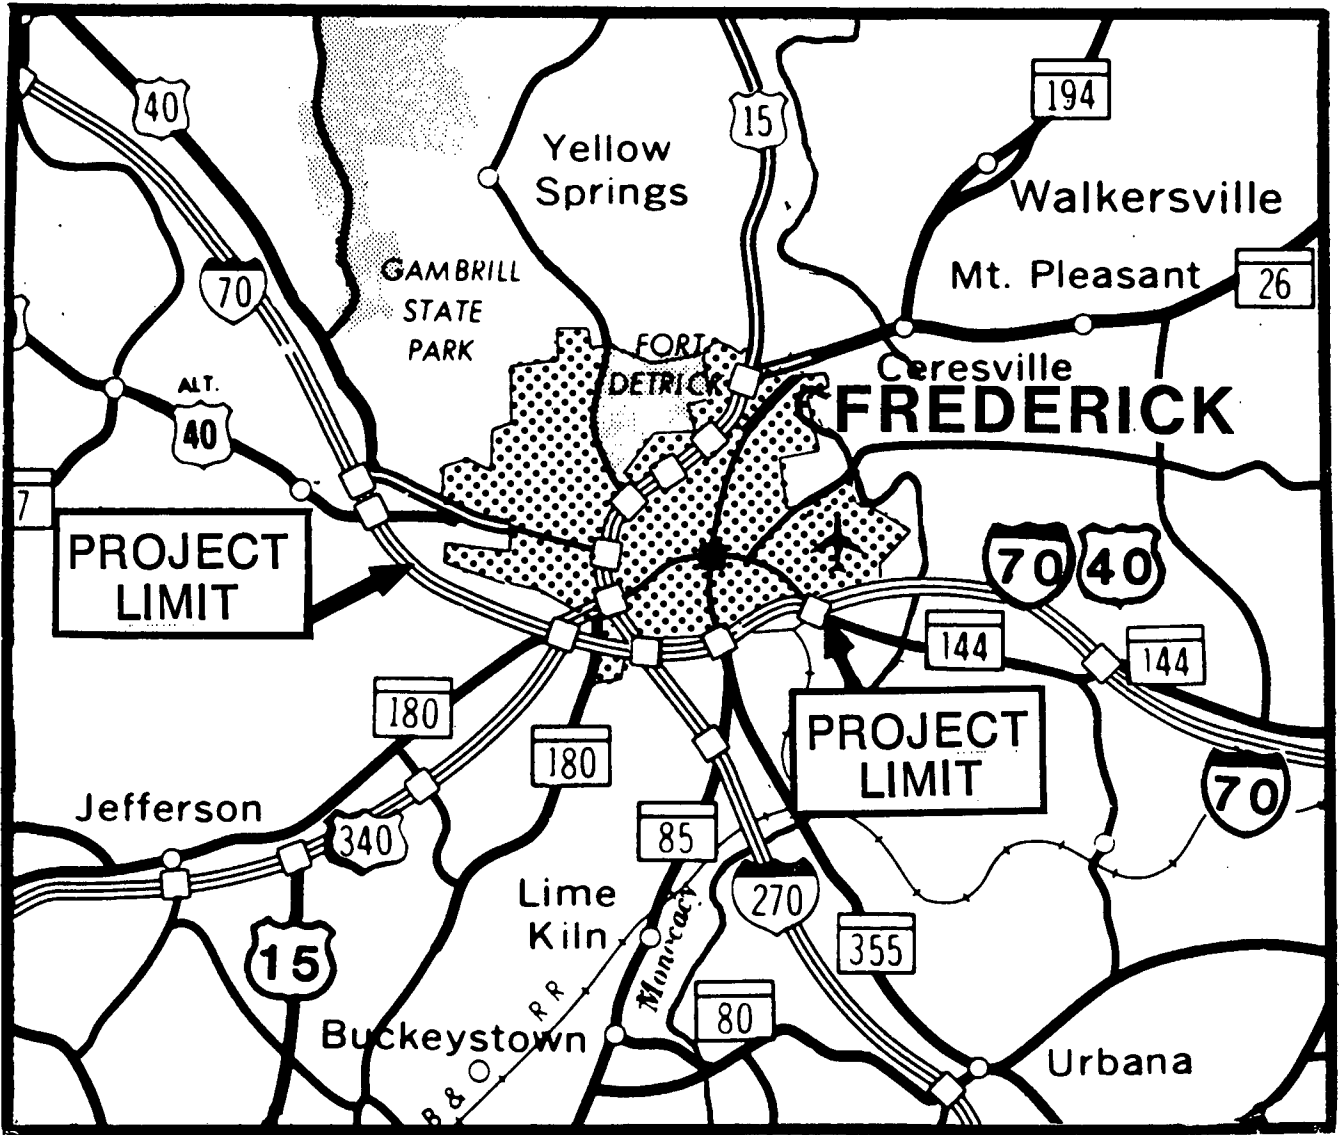 40
194
15
Yellow
Springs
Walkersville
Mt. Pleasant
26
GAMBRILL
STATE
PARK
70
FORT
DETRICK
Ceresville
FREDERICK
ALT.
40
7
PROJECT
LIMIT
70
40
144
144
180
180
PROJECT
LIMIT
70
Jefferson
340
85
Lime
Kiln
270
355
15
Monocacy
80
Buckeystown
Urbana
B & O RR